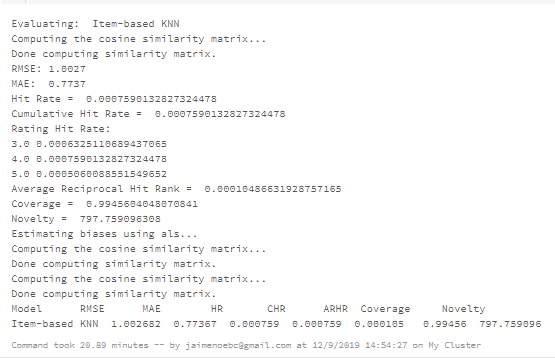 Evaluating:  Item-based KNN
Computing the cosine similarity matrix...
Done computing similarity matrix.
RMSE: 1.0027
MAE:  0.7737
Hit Rate =  0.0007590132827324478
Cumulative Hit Rate =  0.0007590132827324478
Rating Hit Rate:
3.0 0.0006325110689437065
4.0 0.0007590132827324478
5.0 0.0005060088551549652
Average Reciprocal Hit Rank =  0.00010486631928757165
Coverage =  0.9945604048070841
Novelty =  797.759096308
Estimating biases using als...
Computing the cosine similarity matrix...
Done computing similarity matrix.
Computing the cosine similarity matrix...
Done computing similarity matrix.
Model      RMSE      MAE        HR       CHR      ARHR  Coverage     Novelty
Item-based KNN  1.002682  0.77367  0.000759  0.000759  0.000105   0.99456  797.759096
Command took 20.89 minutes -- by jaimenoebc@gmail.com at 12/9/2019 14:54:27 on My Cluster